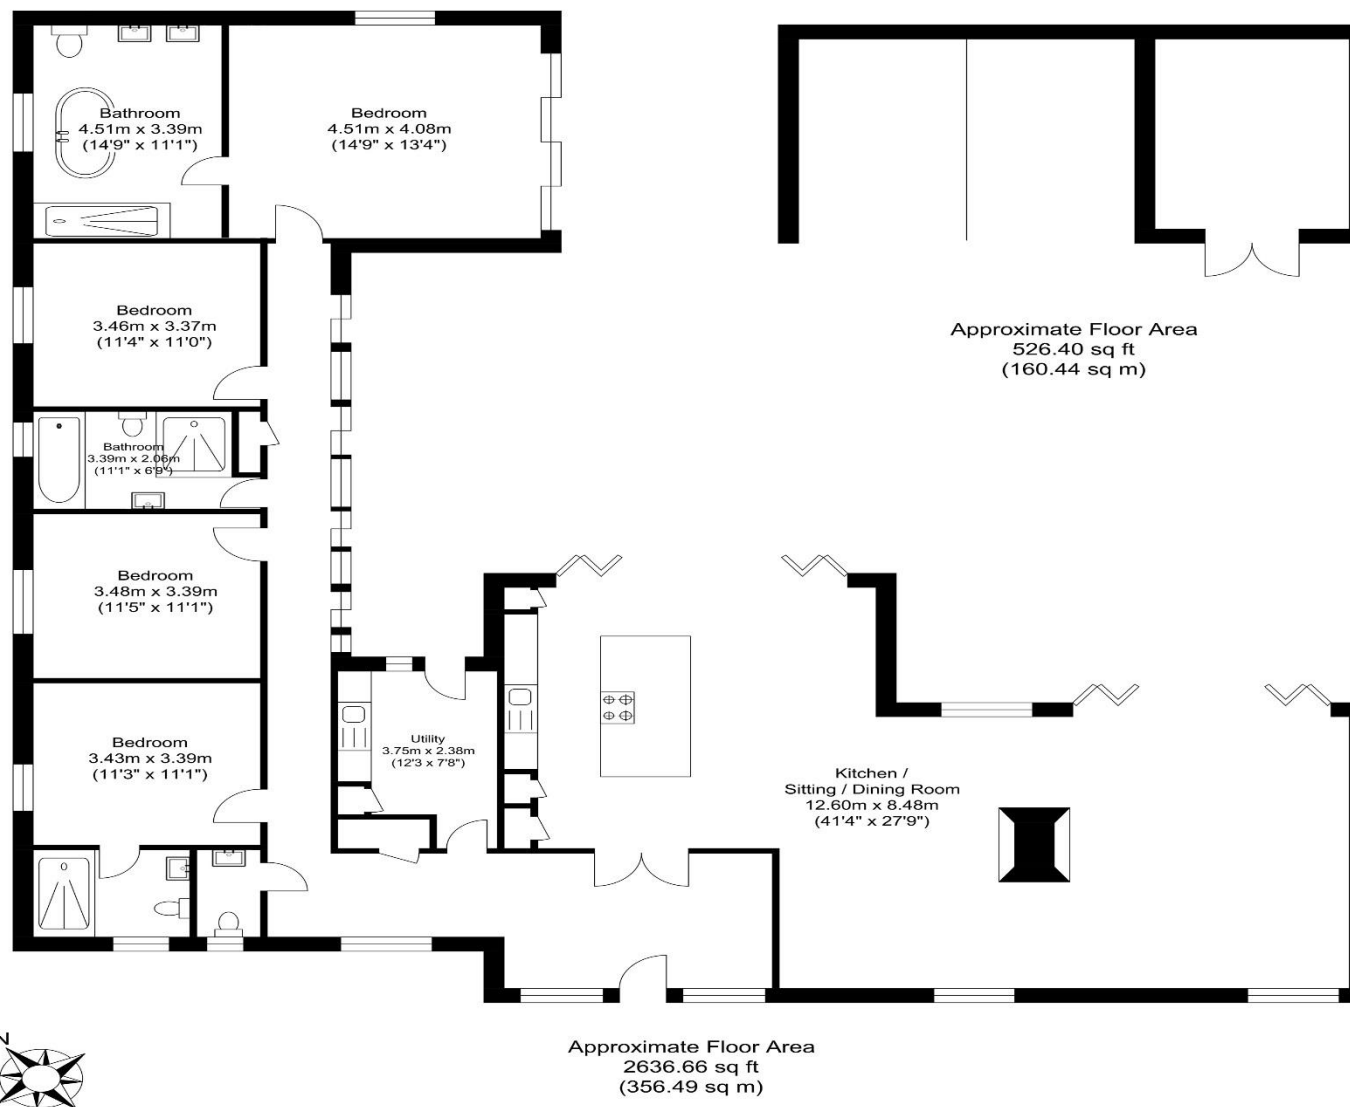 Bathroom
4.51m x 3.39m
(14'9" x 11'1")
Bedroom
4.51m x 4.08m
(14'9" x 13'4")
Bedroom
3.46m x 3.37m
(11'4" x 11'0")
Approximate Floor Area
526.40 sq ft
(160.44 sq m)
Bathroom
3.39m x 2.06m
(11'1" x 6'9")
Bedroom
3.48m x 3.39m
(11'5" x 11'1")
Bedroom
3.43m x 3.39m
(11'3" x 11'1")
Utility
3.75m x 2.38m
(12'3 x 7'8")
Kitchen /
Sitting / Dining Room
12.60m x 8.48m
(41'4" x 27'9")
Approximate Floor Area
2636.66 sq ft
(356.49 sq m)
N